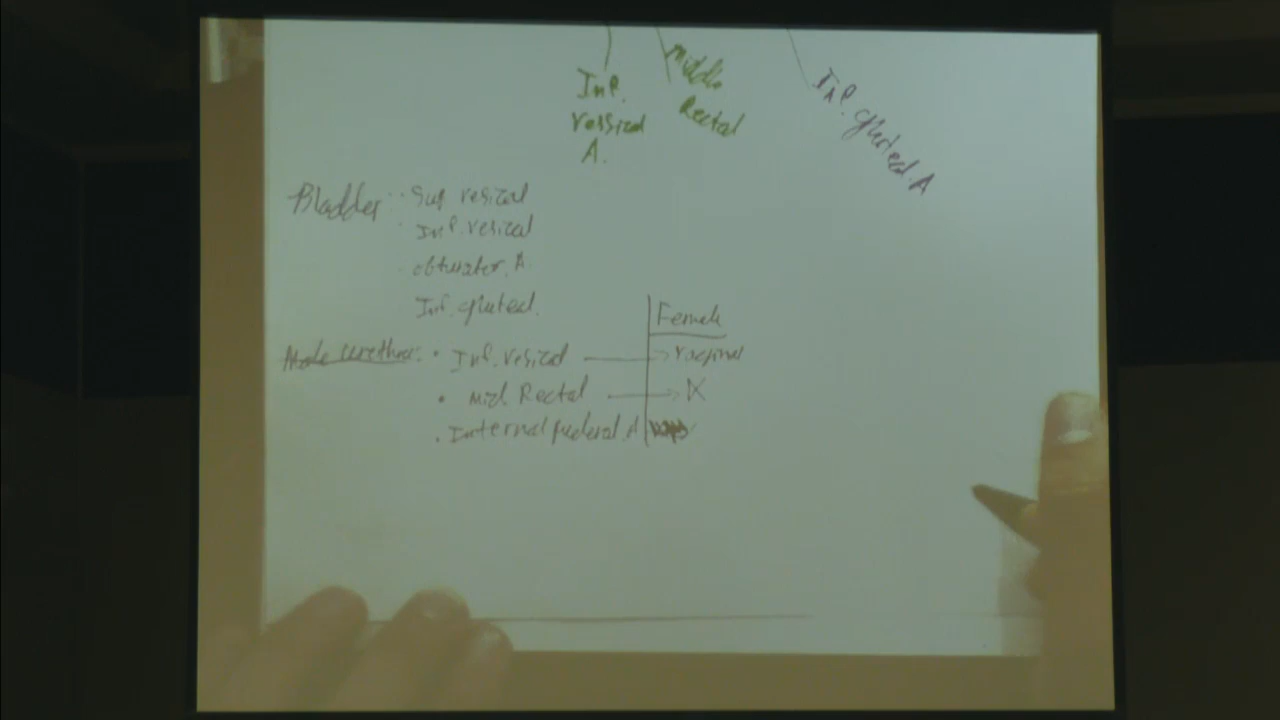 Inf.
vesical
A.
middle
Rectal
Inf. gluteal A
Bladder: Sup vesical
Inf. vesical
obturator. A
Inf. gluteal.
Female
Male urethra: • Inf. vesical → vaginal
• mid. Rectal → X
• Internal pudendal A